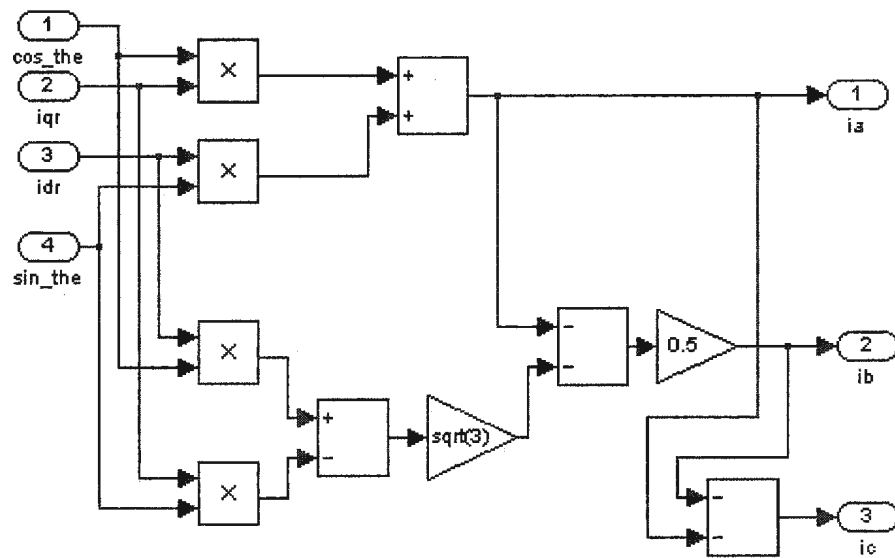 1
cos_the
2
iqr
3
idr
4
sin_the
×
×
×
×
+
+
+
−
sqrt(3)
−
−
0.5
−
−
1
ia
2
ib
3
ic